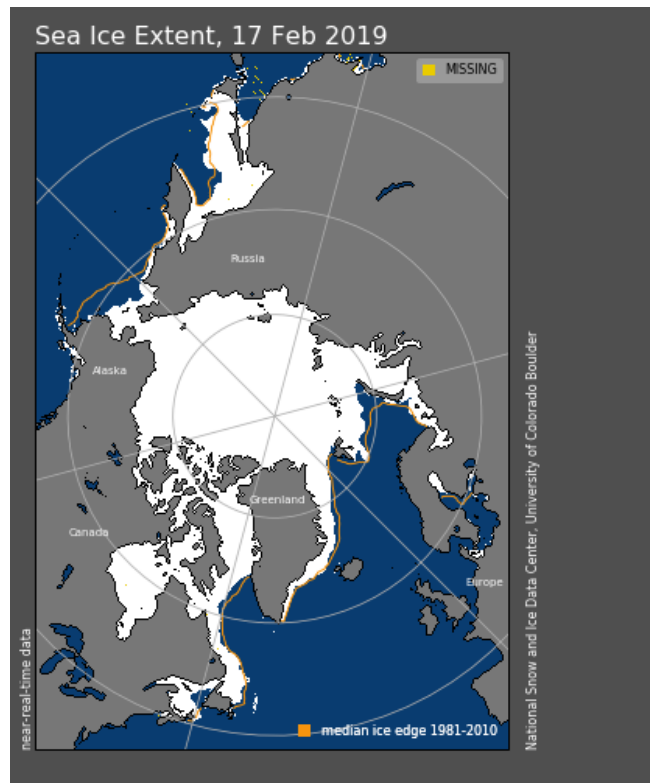 Sea Ice Extent, 17 Feb 2019
MISSING
Russia
Alaska
Greenland
Canada
Europe
near-real-time data
National Snow and Ice Data Center, University of Colorado Boulder
median ice edge 1981-2010